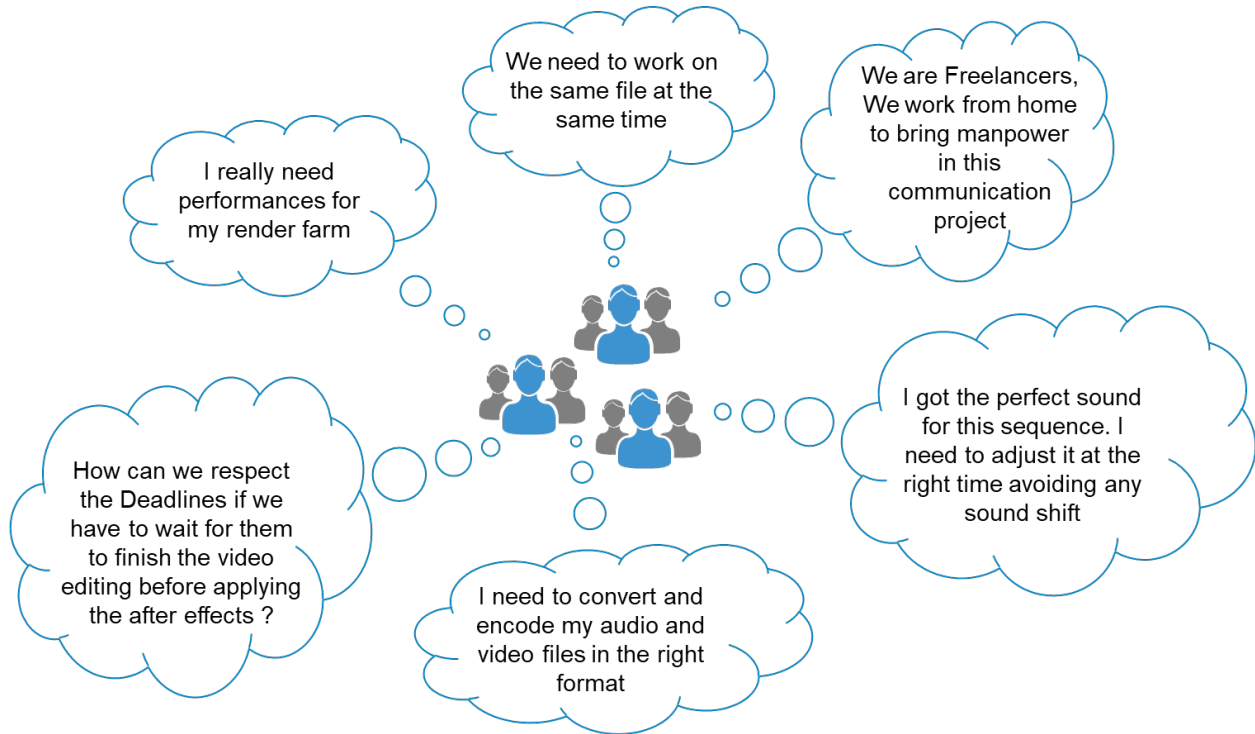 We need to work on
the same file at the
same time
We are Freelancers,
We work from home
to bring manpower
in this
communication
project
I really need
performances for
my render farm
I got the perfect sound
for this sequence. I
need to adjust it at the
right time avoiding any
sound shift
How can we respect
the Deadlines if we
have to wait for them
to finish the video
editing before applying
the after effects ?
I need to convert and
encode my audio and
video files in the right
format